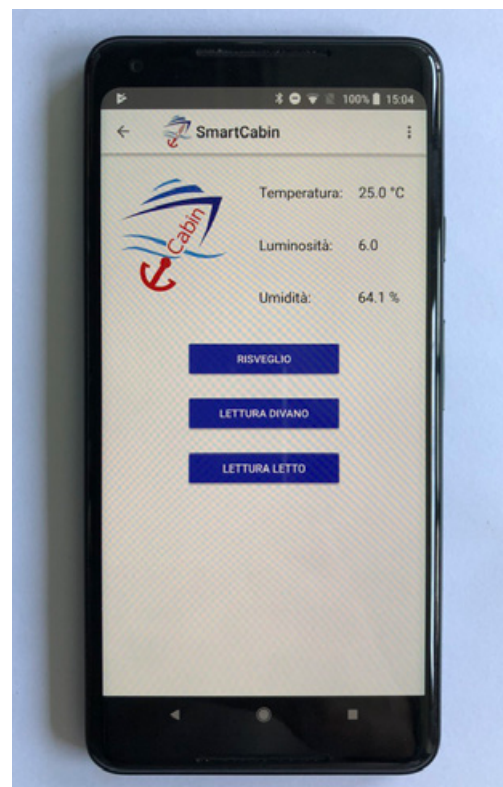 100% 15:04
SmartCabin
Cabin
Temperatura: 25.0 °C
Luminosità: 6.0
Umidità: 64.1 %
RISVEGLIO
LETTURA DIVANO
LETTURA LETTO